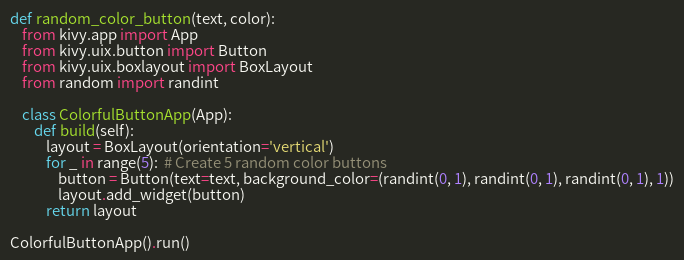 def random_color_button(text, color):
    from kivy.app import App
    from kivy.uix.button import Button
    from kivy.uix.boxlayout import BoxLayout
    from random import randint

    class ColorfulButtonApp(App):
        def build(self):
            layout = BoxLayout(orientation='vertical')
            for _ in range(5):  # Create 5 random color buttons
                button = Button(text=text, background_color=(randint(0, 1), randint(0, 1), randint(0, 1), 1))
                layout.add_widget(button)
            return layout

ColorfulButtonApp().run()